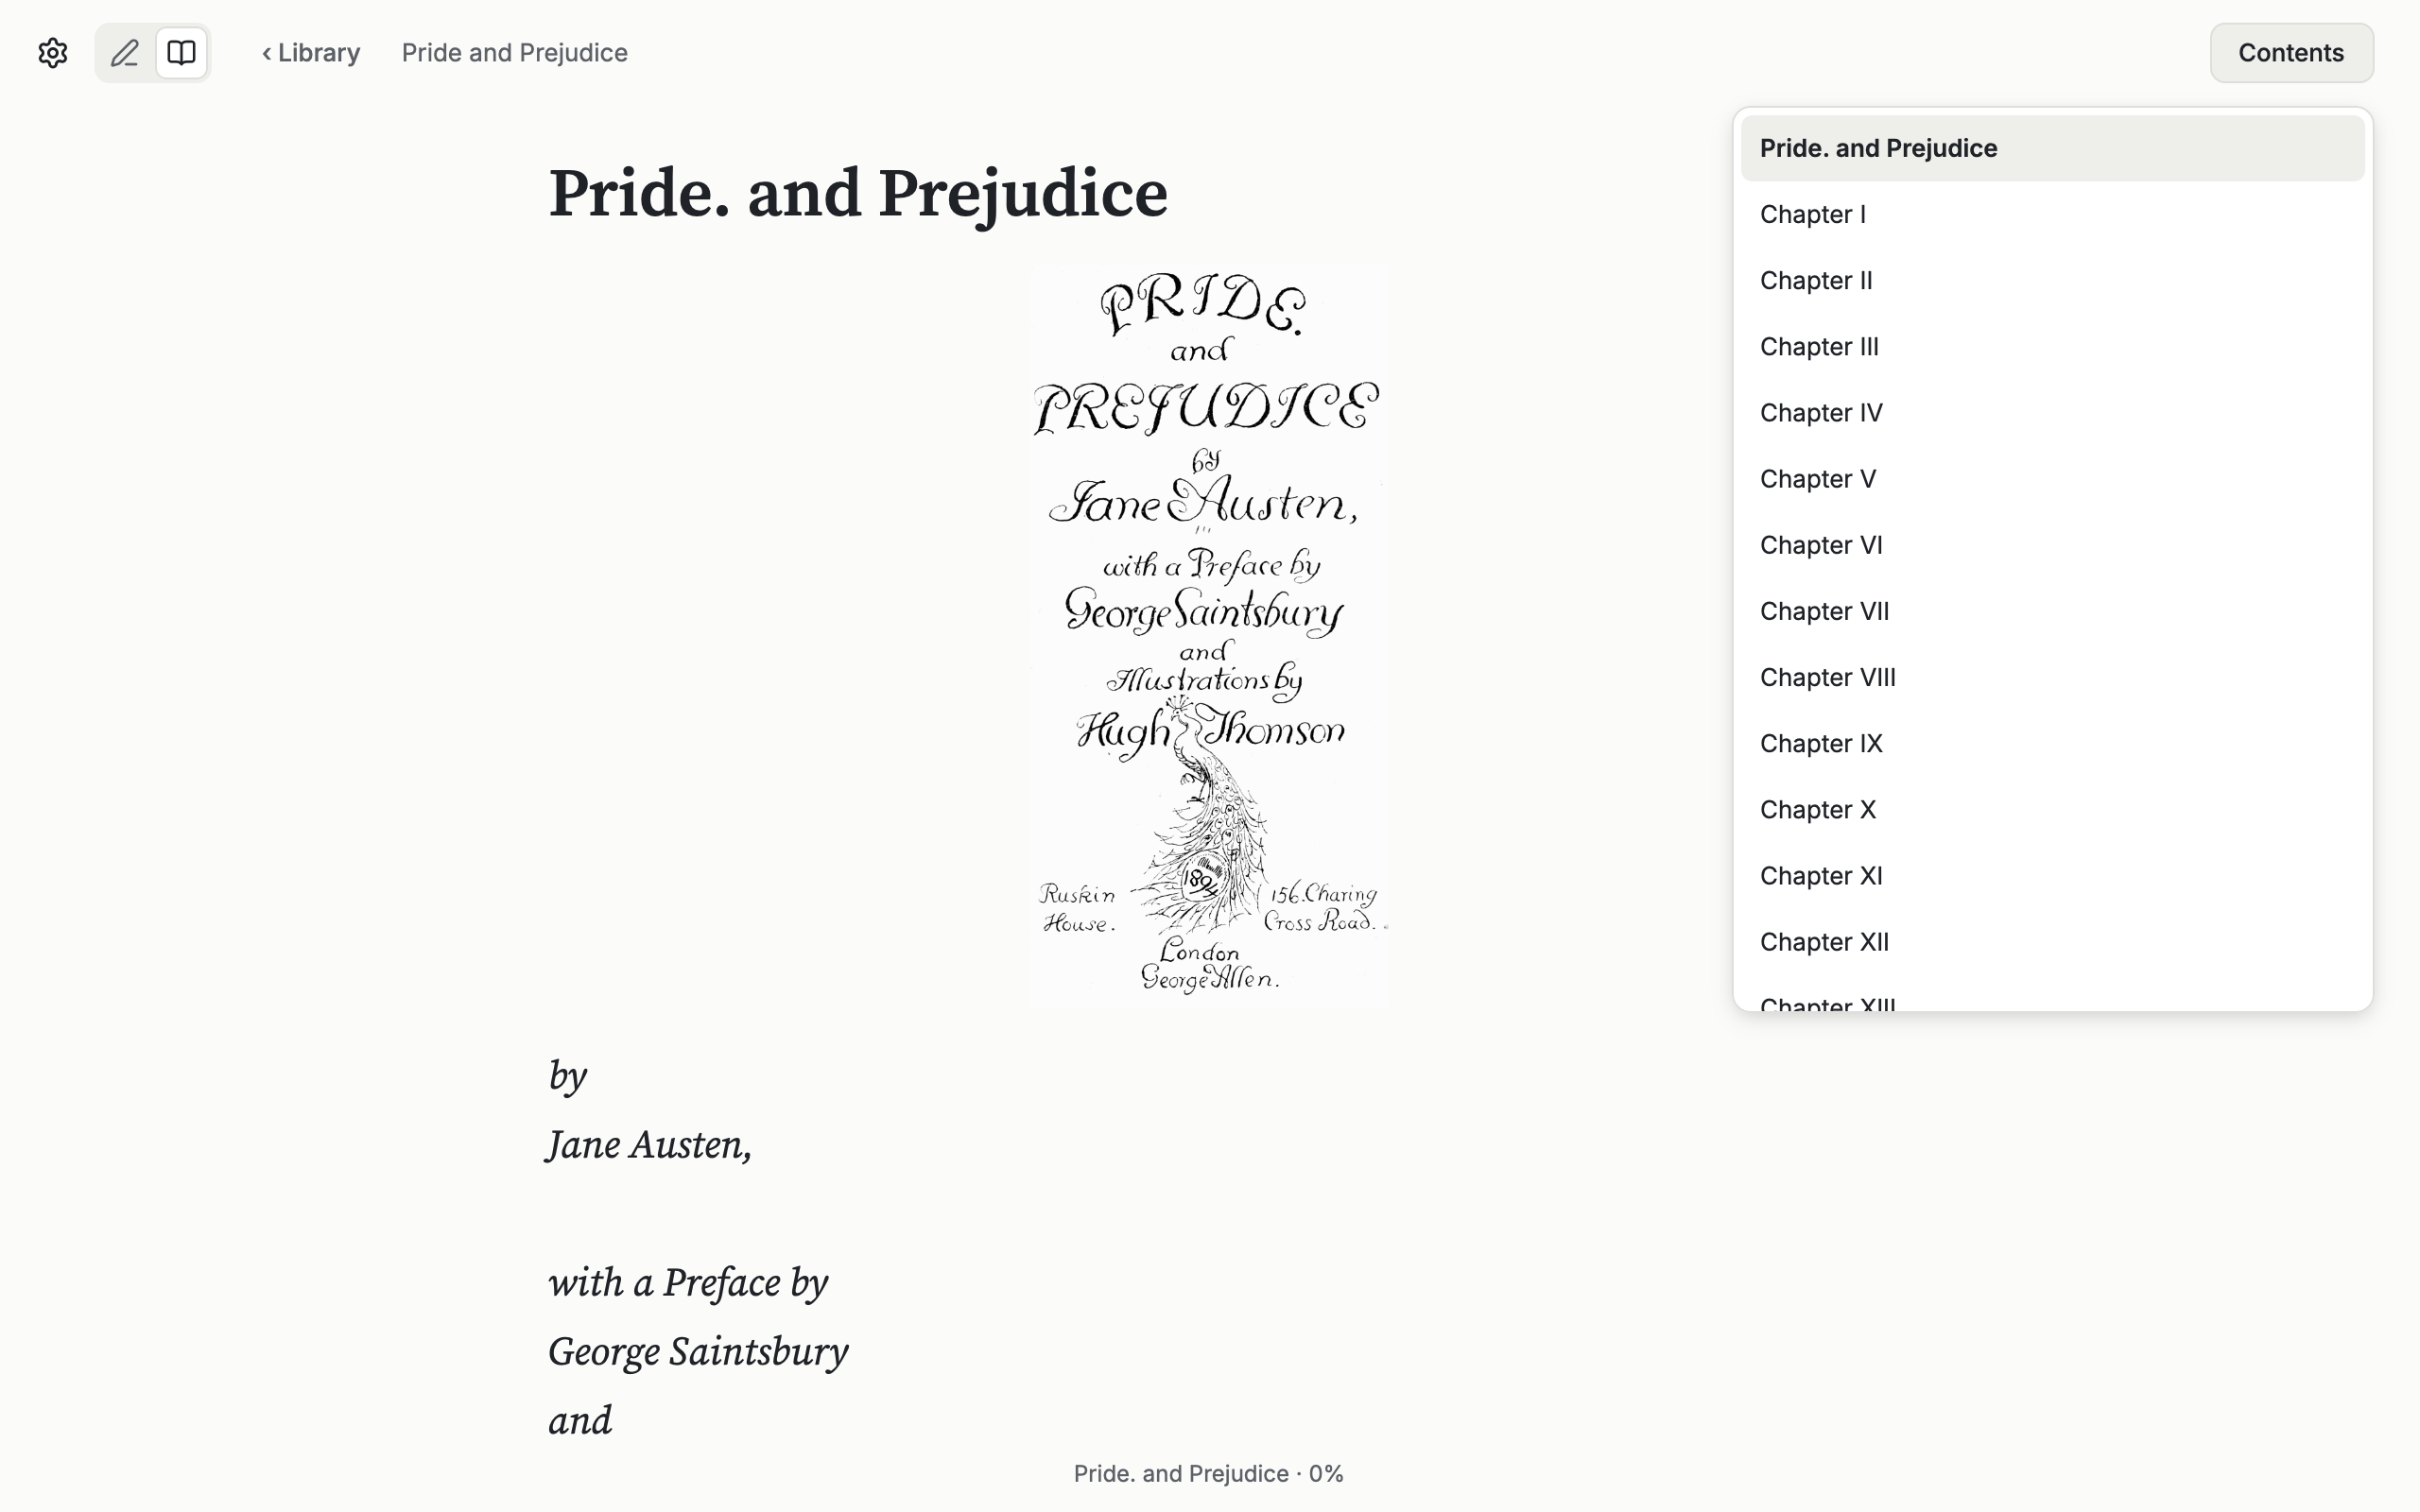 ‹ Library
Pride and Prejudice
Contents
Pride. and Prejudice
PRIDE.
and
PREJUDICE
by
Jane Austen,
with a Preface by
George Saintsbury
and
Illustrations by
Hugh Thomson
1894
Ruskin House.
156. Charing Cross Road.
London
George Allen.
by
Jane Austen,
with a Preface by
George Saintsbury
and
Pride. and Prejudice
Chapter I
Chapter II
Chapter III
Chapter IV
Chapter V
Chapter VI
Chapter VII
Chapter VIII
Chapter IX
Chapter X
Chapter XI
Chapter XII
Chapter XIII
Pride. and Prejudice · 0%